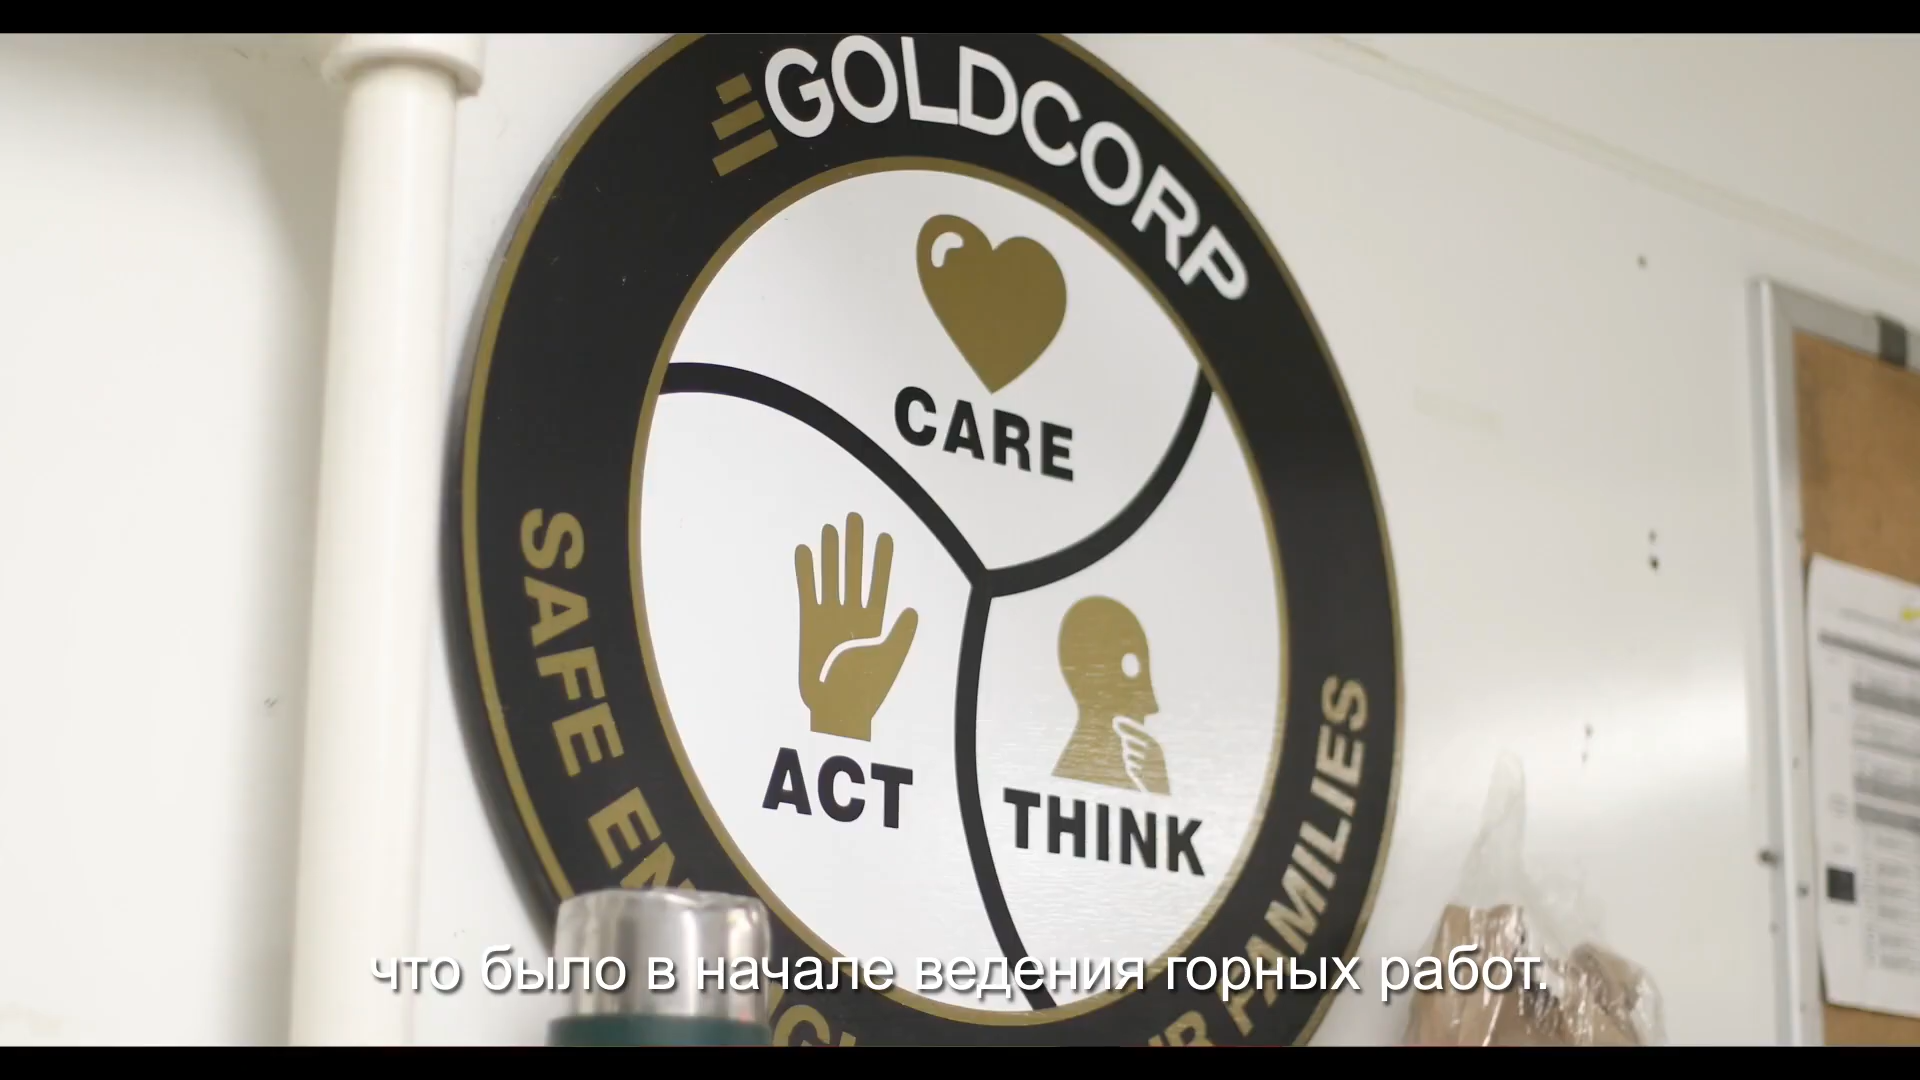 GOLDCORP
CARE
ACT
THINK
SAFE
FAMILIES
что было в начале ведения горных работ.